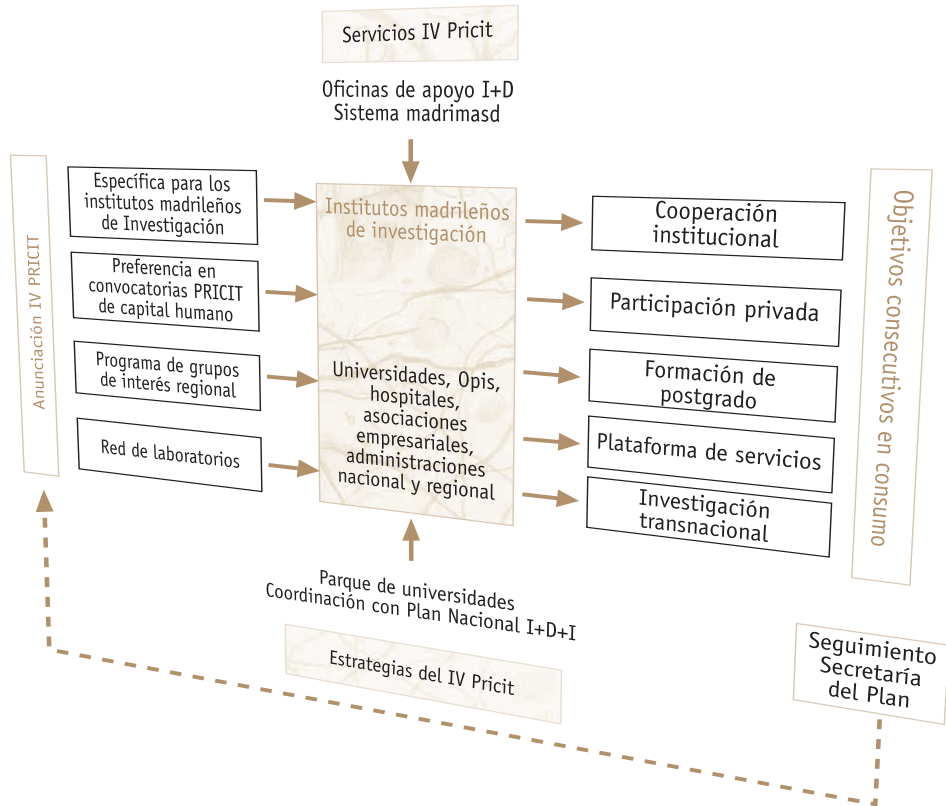 Servicios IV Pricit
Oficinas de apoyo I+D
Sistema madrimasd
Anunciación IV PRICIT
Específica para los
institutos madrileños
de Investigación
Preferencia en
convocatorias PRICIT
de capital humano
Programa de grupos
de interés regional
Red de laboratorios
Institutos madrileños
de investigación
Universidades, Opis,
hospitales,
asociaciones
empresariales,
administraciones
nacional y regional
Cooperación
institucional
Participación privada
Formación de
postgrado
Plataforma de servicios
Investigación
transnacional
Objetivos consecutivos en consumo
Parque de universidades
Coordinación con Plan Nacional I+D+I
Estrategias del IV Pricit
Seguimiento
Secretaría
del Plan